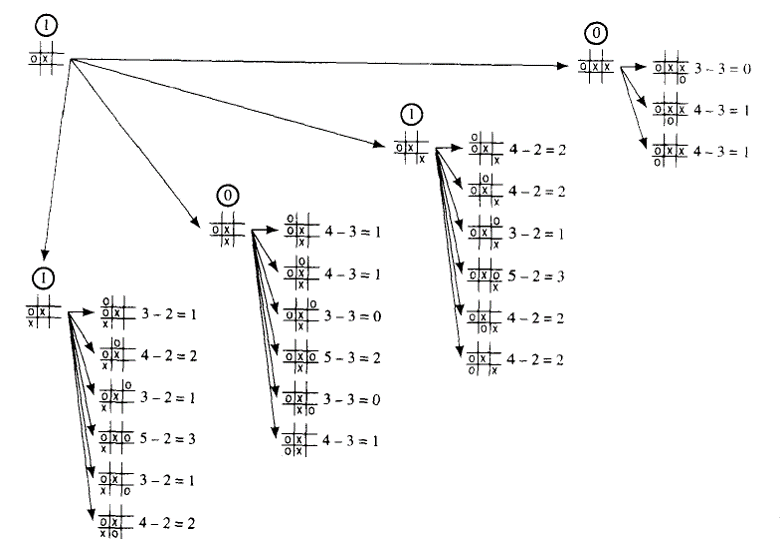 1
O X
0
O X X
O X X 3 – 3 = 0
O
O X X 4 – 3 = 1
O
O X X 4 – 3 = 1
O
1
O X
X
O
O X 4 – 2 = 2
X
O
O X 4 – 2 = 2
X
O
O X 3 – 2 = 1
X
O X O 5 – 2 = 3
X
O X 4 – 2 = 2
O X
O X 4 – 2 = 2
O X
0
O X
X
O
O X 4 – 3 = 1
X
O
O X 4 – 3 = 1
X
O
O X 3 – 3 = 0
X
O X O 5 – 3 = 2
X
O X 3 – 3 = 0
X O
O X 4 – 3 = 1
O X
1
O X
X
O
O X 3 – 2 = 1
X
O
O X 4 – 2 = 2
X
O
O X 3 – 2 = 1
X
O X O 5 – 2 = 3
X
O X 3 – 2 = 1
X O
O X 4 – 2 = 2
X O